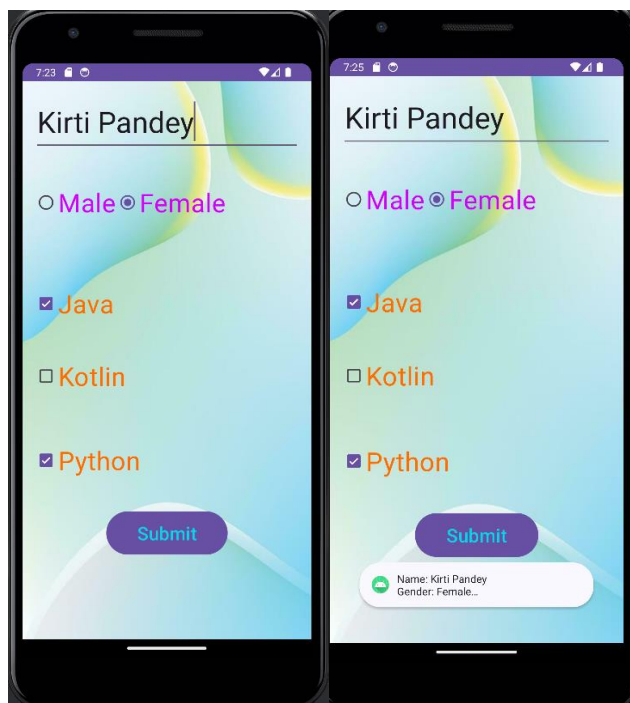 7:23
Kirti Pandey
Male Female
Java
Kotlin
Python
Submit
7:25
Kirti Pandey
Male Female
Java
Kotlin
Python
Submit
Name: Kirti Pandey
Gender: Female...